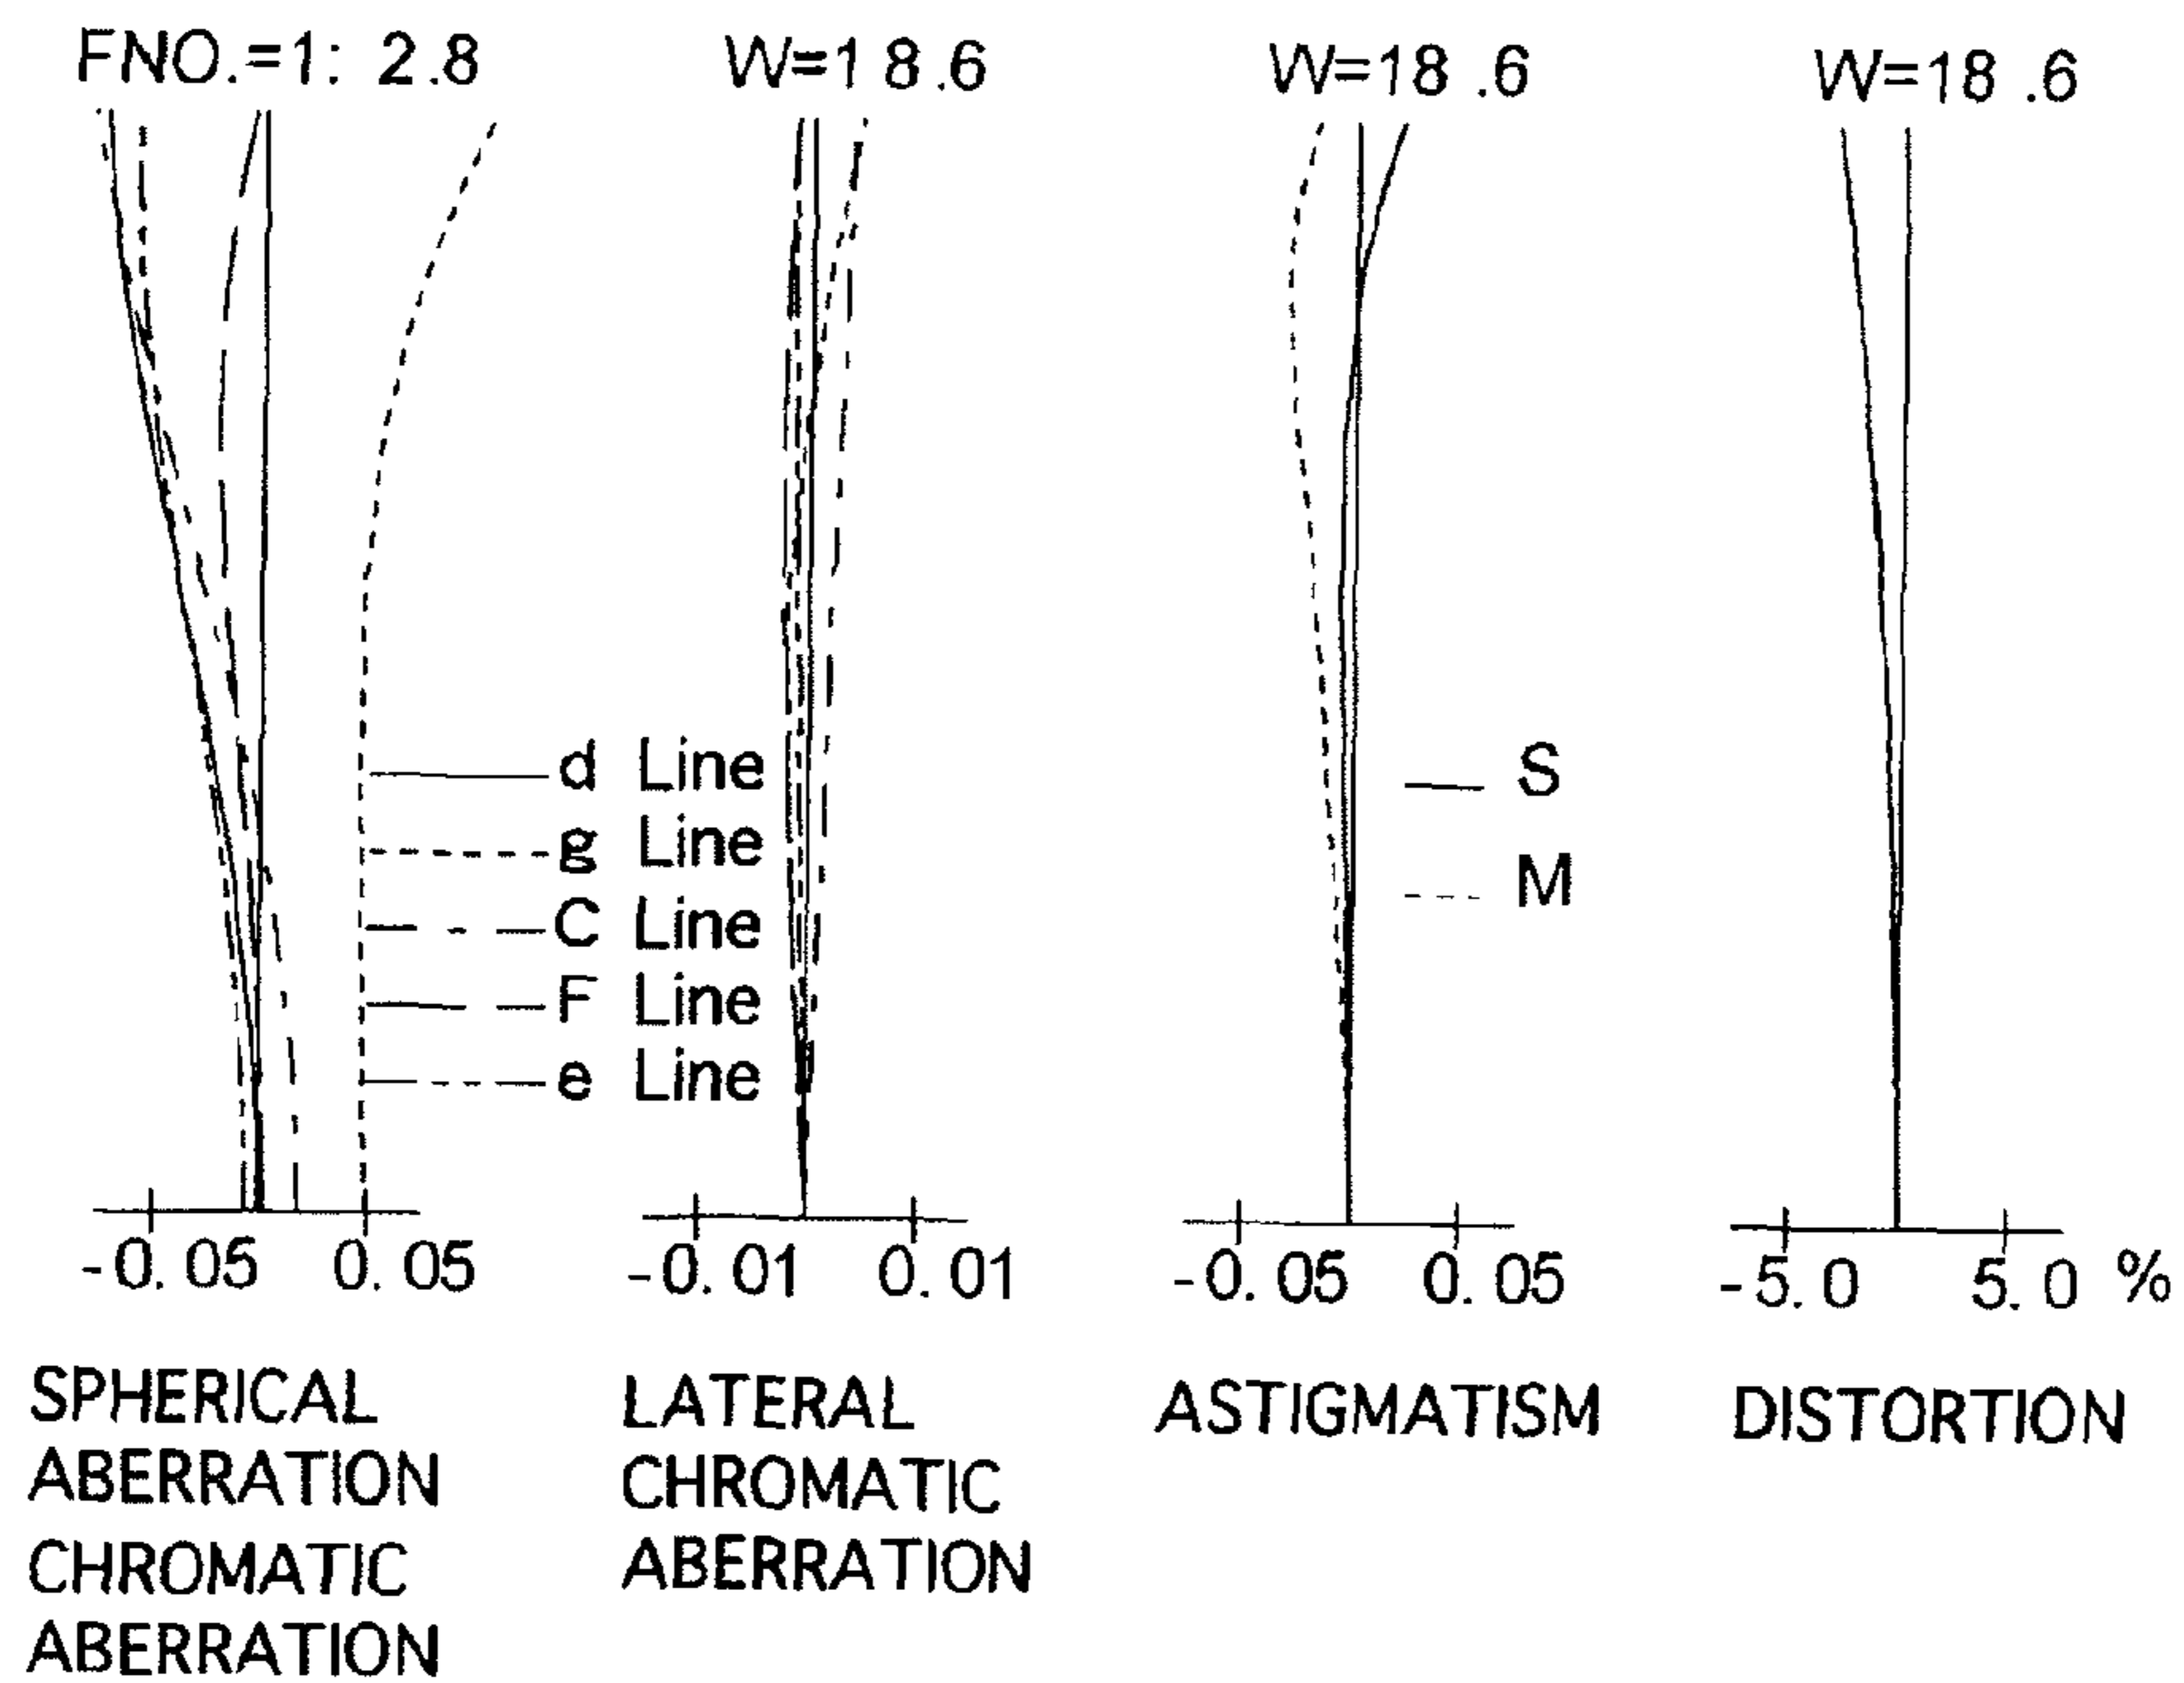 FNO.=1: 2.8
W=18.6
W=18.6
W=18.6
d Line
g Line
C Line
F Line
e Line
S
M
-0.05 0.05
-0.01 0.01
-0.05 0.05
-5.0 5.0 %
SPHERICAL
ABERRATION
CHROMATIC
ABERRATION
LATERAL
CHROMATIC
ABERRATION
ASTIGMATISM
DISTORTION